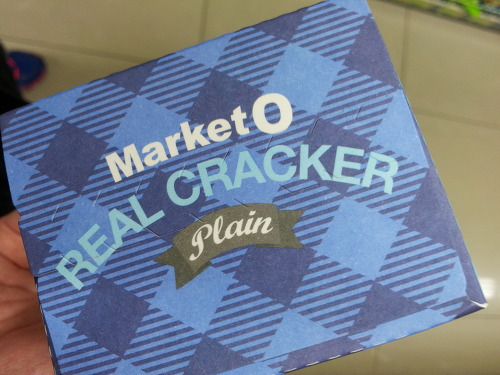 Market O
REAL CRACKER
Plain